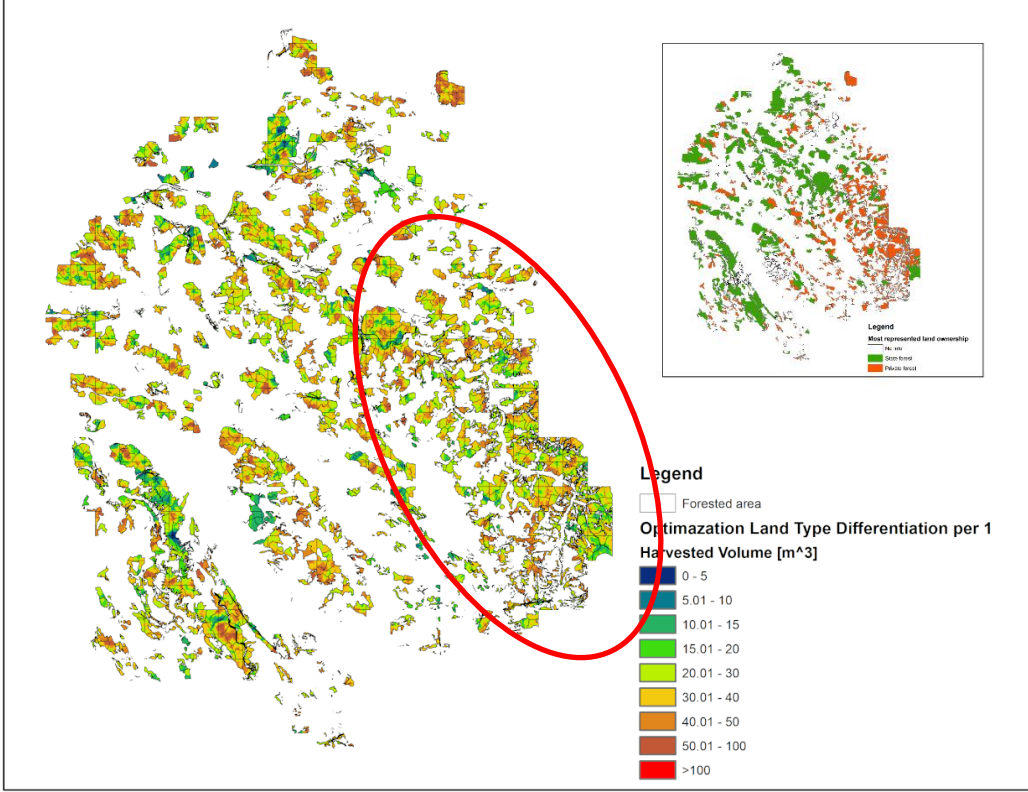 Legend
Most represented land ownership
No info
State forest
Private forest
Legend
Forested area
Optimazation Land Type Differentiation per 1
Harvested Volume [m^3]
0 - 5
5.01 - 10
10.01 - 15
15.01 - 20
20.01 - 30
30.01 - 40
40.01 - 50
50.01 - 100
>100